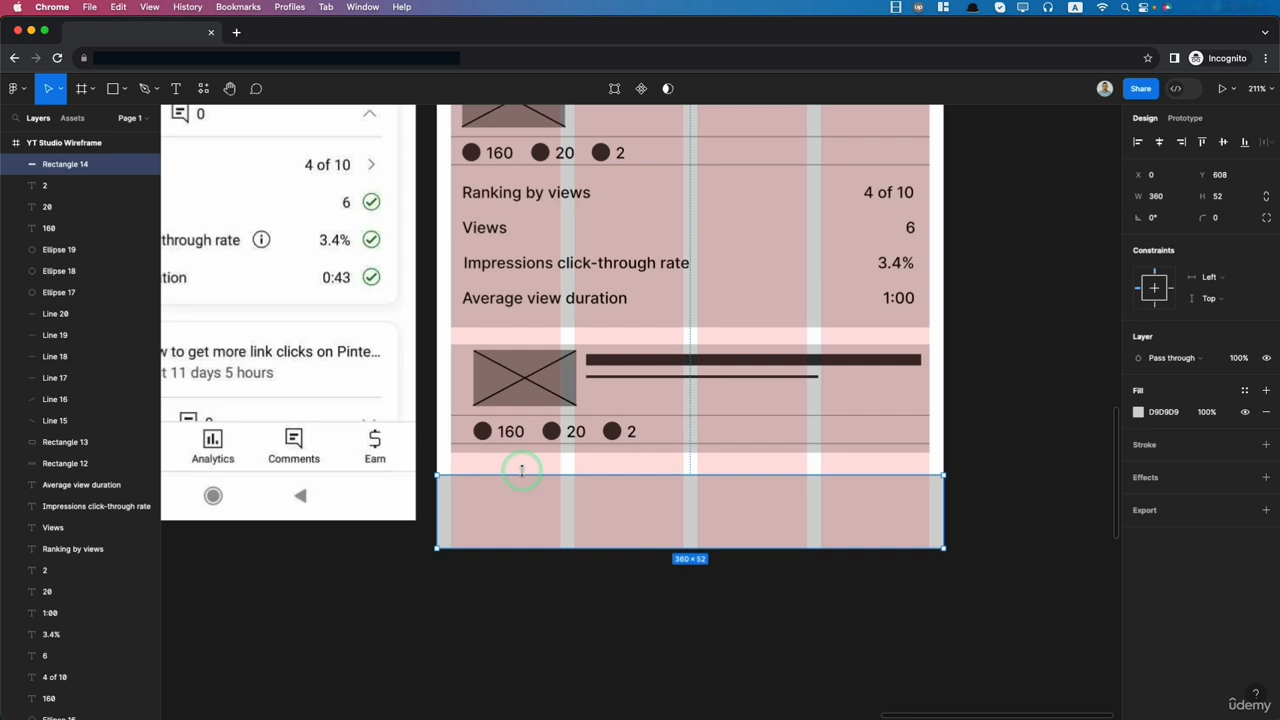 Chrome File Edit View History Bookmarks Profiles Tab Window Help
Incognito
Share
211%
Layers Assets Page 1
Design Prototype
YT Studio Wireframe
Rectangle 14
2
20
160
Ellipse 19
Ellipse 18
Ellipse 17
Line 20
Line 19
Line 18
Line 17
Line 16
Line 15
Rectangle 13
Rectangle 12
Average view duration
Impressions click-through rate
Views
Ranking by views
2
20
1:00
3.4%
6
4 of 10
160
Ellipse 16
0
4 of 10
6
through rate 3.4%
tion 0:43
w to get more link clicks on Pinte...
t 11 days 5 hours
Analytics Comments Earn
160 20 2
Ranking by views 4 of 10
Views 6
Impressions click-through rate 3.4%
Average view duration 1:00
160 20 2
360 × 52
X 0 Y 608
W 360 H 52
0° 0
Constraints
Left
Top
Layer
Pass through 100%
Fill
D9D9D9 100%
Stroke
Effects
Export
?
ûdemy